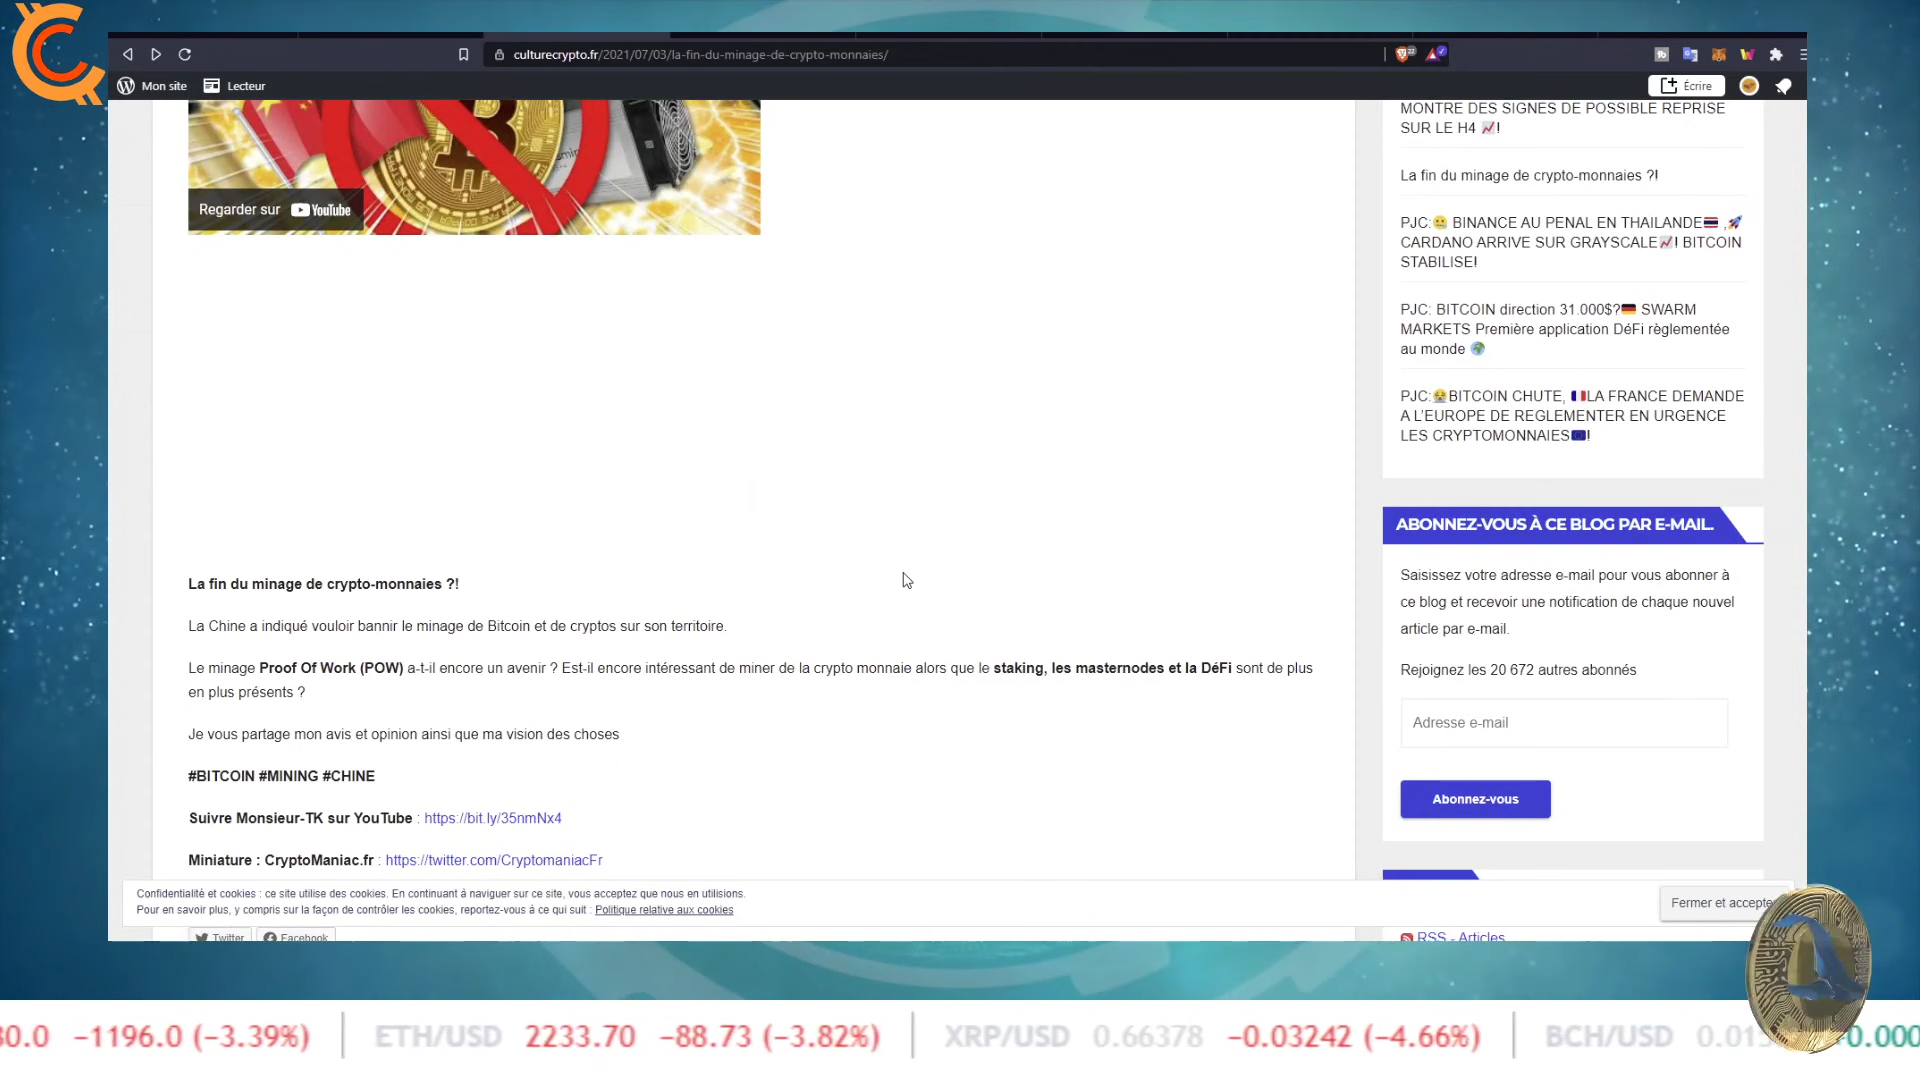 culturecrypto.fr/2021/07/03/la-fin-du-minage-de-crypto-monnaies/
Mon site
Lecteur
Écrire
Regarder sur YouTube
La fin du minage de crypto-monnaies ?!
La Chine a indiqué vouloir bannir le minage de Bitcoin et de cryptos sur son territoire.
Le minage Proof Of Work (POW) a-t-il encore un avenir ? Est-il encore intéressant de miner de la crypto monnaie alors que le staking, les masternodes et la DéFi sont de plus
en plus présents ?
Je vous partage mon avis et opinion ainsi que ma vision des choses
#BITCOIN #MINING #CHINE
Suivre Monsieur-TK sur YouTube : https://bit.ly/35nmNx4
Miniature : CryptoManiac.fr : https://twitter.com/CryptomaniacFr
Twitter
Facebook
MONTRE DES SIGNES DE POSSIBLE REPRISE
SUR LE H4 📈!
La fin du minage de crypto-monnaies ?!
PJC:🤐 BINANCE AU PENAL EN THAILANDE🇹🇭 ,🚀
CARDANO ARRIVE SUR GRAYSCALE📈! BITCOIN
STABILISE!
PJC: BITCOIN direction 31.000$?🇩🇪 SWARM
MARKETS Première application DéFi règlementée
au monde 🌍
PJC:😭BITCOIN CHUTE, 🇫🇷LA FRANCE DEMANDE
A L'EUROPE DE REGLEMENTER EN URGENCE
LES CRYPTOMONNAIES🇪🇺!
ABONNEZ-VOUS À CE BLOG PAR E-MAIL.
Saisissez votre adresse e-mail pour vous abonner à
ce blog et recevoir une notification de chaque nouvel
article par e-mail.
Rejoignez les 20 672 autres abonnés
Adresse e-mail
Abonnez-vous
RSS - Articles
Confidentialité et cookies : ce site utilise des cookies. En continuant à naviguer sur ce site, vous acceptez que nous en utilisions.
Pour en savoir plus, y compris sur la façon de contrôler les cookies, reportez-vous à ce qui suit : Politique relative aux cookies
Fermer et accepte
30.0 −1196.0 (−3.39%) ETH/USD 2233.70 −88.73 (−3.82%) XRP/USD 0.66378 −0.03242 (−4.66%) BCH/USD